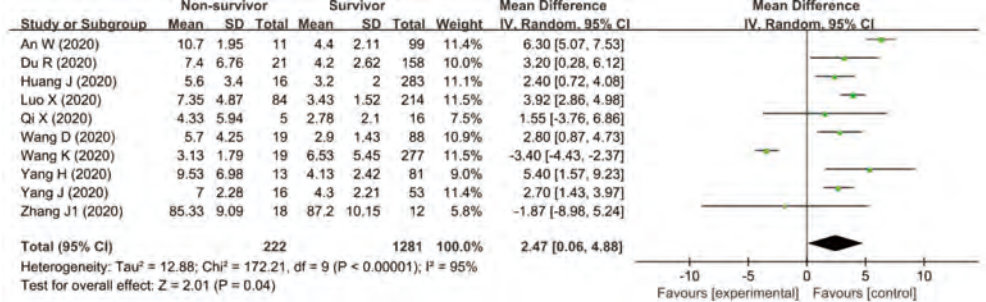 Non-survivor Survivor Mean Difference Mean Difference
Study or Subgroup Mean SD Total Mean SD Total Weight IV, Random, 95% CI IV, Random, 95% CI
An W (2020) 10.7 1.95 11 4.4 2.11 99 11.4% 6.30 [5.07, 7.53]
Du R (2020) 7.4 6.76 21 4.2 2.62 158 10.0% 3.20 [0.28, 6.12]
Huang J (2020) 5.6 3.4 16 3.2 2 283 11.1% 2.40 [0.72, 4.08]
Luo X (2020) 7.35 4.87 84 3.43 1.52 214 11.5% 3.92 [2.86, 4.98]
Qi X (2020) 4.33 5.94 5 2.78 2.1 16 7.5% 1.55 [-3.76, 6.86]
Wang D (2020) 5.7 4.25 19 2.9 1.43 88 10.9% 2.80 [0.87, 4.73]
Wang K (2020) 3.13 1.79 19 6.53 5.45 277 11.5% -3.40 [-4.43, -2.37]
Yang H (2020) 9.53 6.98 13 4.13 2.42 81 9.0% 5.40 [1.57, 9.23]
Yang J (2020) 7 2.28 16 4.3 2.21 53 11.4% 2.70 [1.43, 3.97]
Zhang J1 (2020) 85.33 9.09 18 87.2 10.15 12 5.8% -1.87 [-8.98, 5.24]
Total (95% CI) 222 1281 100.0% 2.47 [0.06, 4.88]
Heterogeneity: Tau² = 12.88; Chi² = 172.21, df = 9 (P < 0.00001); I² = 95%
Test for overall effect: Z = 2.01 (P = 0.04)
-10 -5 0 5 10
Favours [experimental] Favours [control]